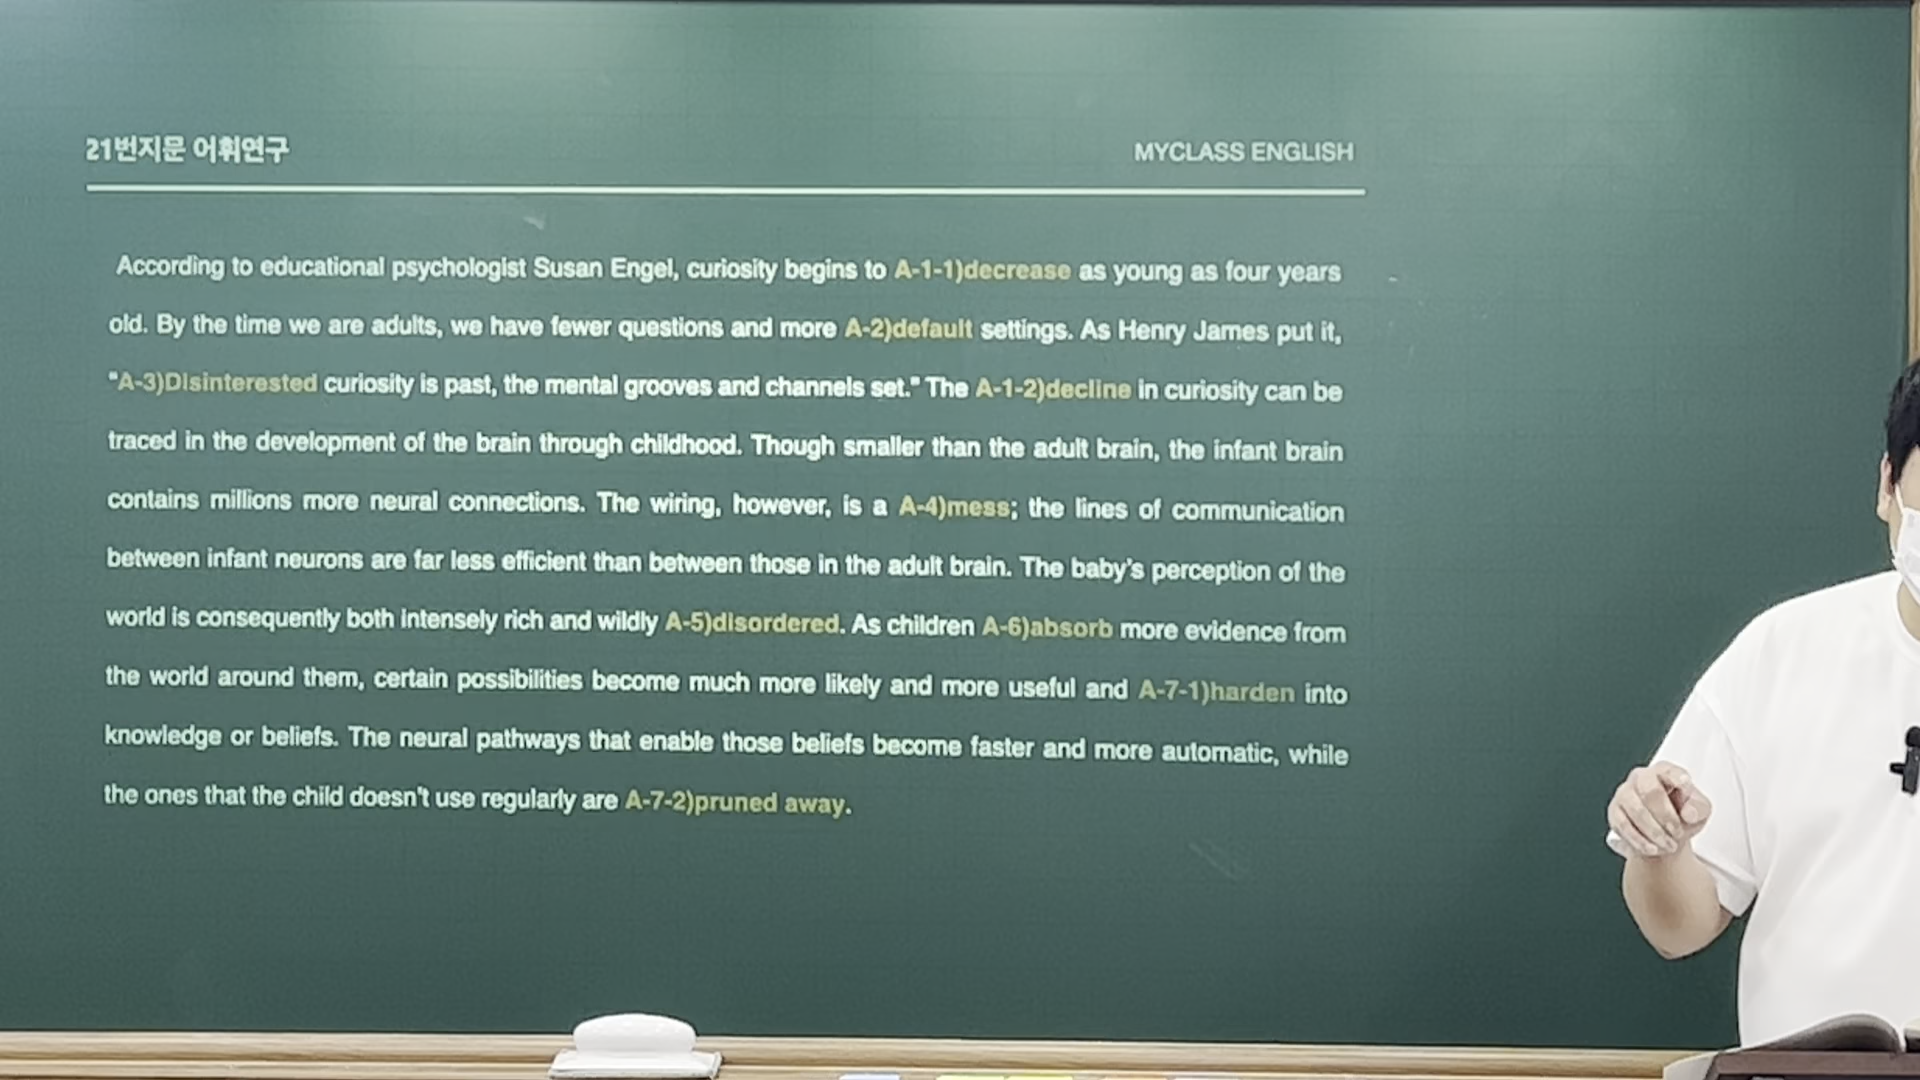 21번지문 어휘연구
MYCLASS ENGLISH
According to educational psychologist Susan Engel, curiosity begins to A-1-1)decrease as young as four years
old. By the time we are adults, we have fewer questions and more A-2)default settings. As Henry James put it,
"A-3)Disinterested curiosity is past, the mental grooves and channels set." The A-1-2)decline in curiosity can be
traced in the development of the brain through childhood. Though smaller than the adult brain, the infant brain
contains millions more neural connections. The wiring, however, is a A-4)mess; the lines of communication
between infant neurons are far less efficient than between those in the adult brain. The baby's perception of the
world is consequently both intensely rich and wildly A-5)disordered. As children A-6)absorb more evidence from
the world around them, certain possibilities become much more likely and more useful and A-7-1)harden into
knowledge or beliefs. The neural pathways that enable those beliefs become faster and more automatic, while
the ones that the child doesn't use regularly are A-7-2)pruned away.